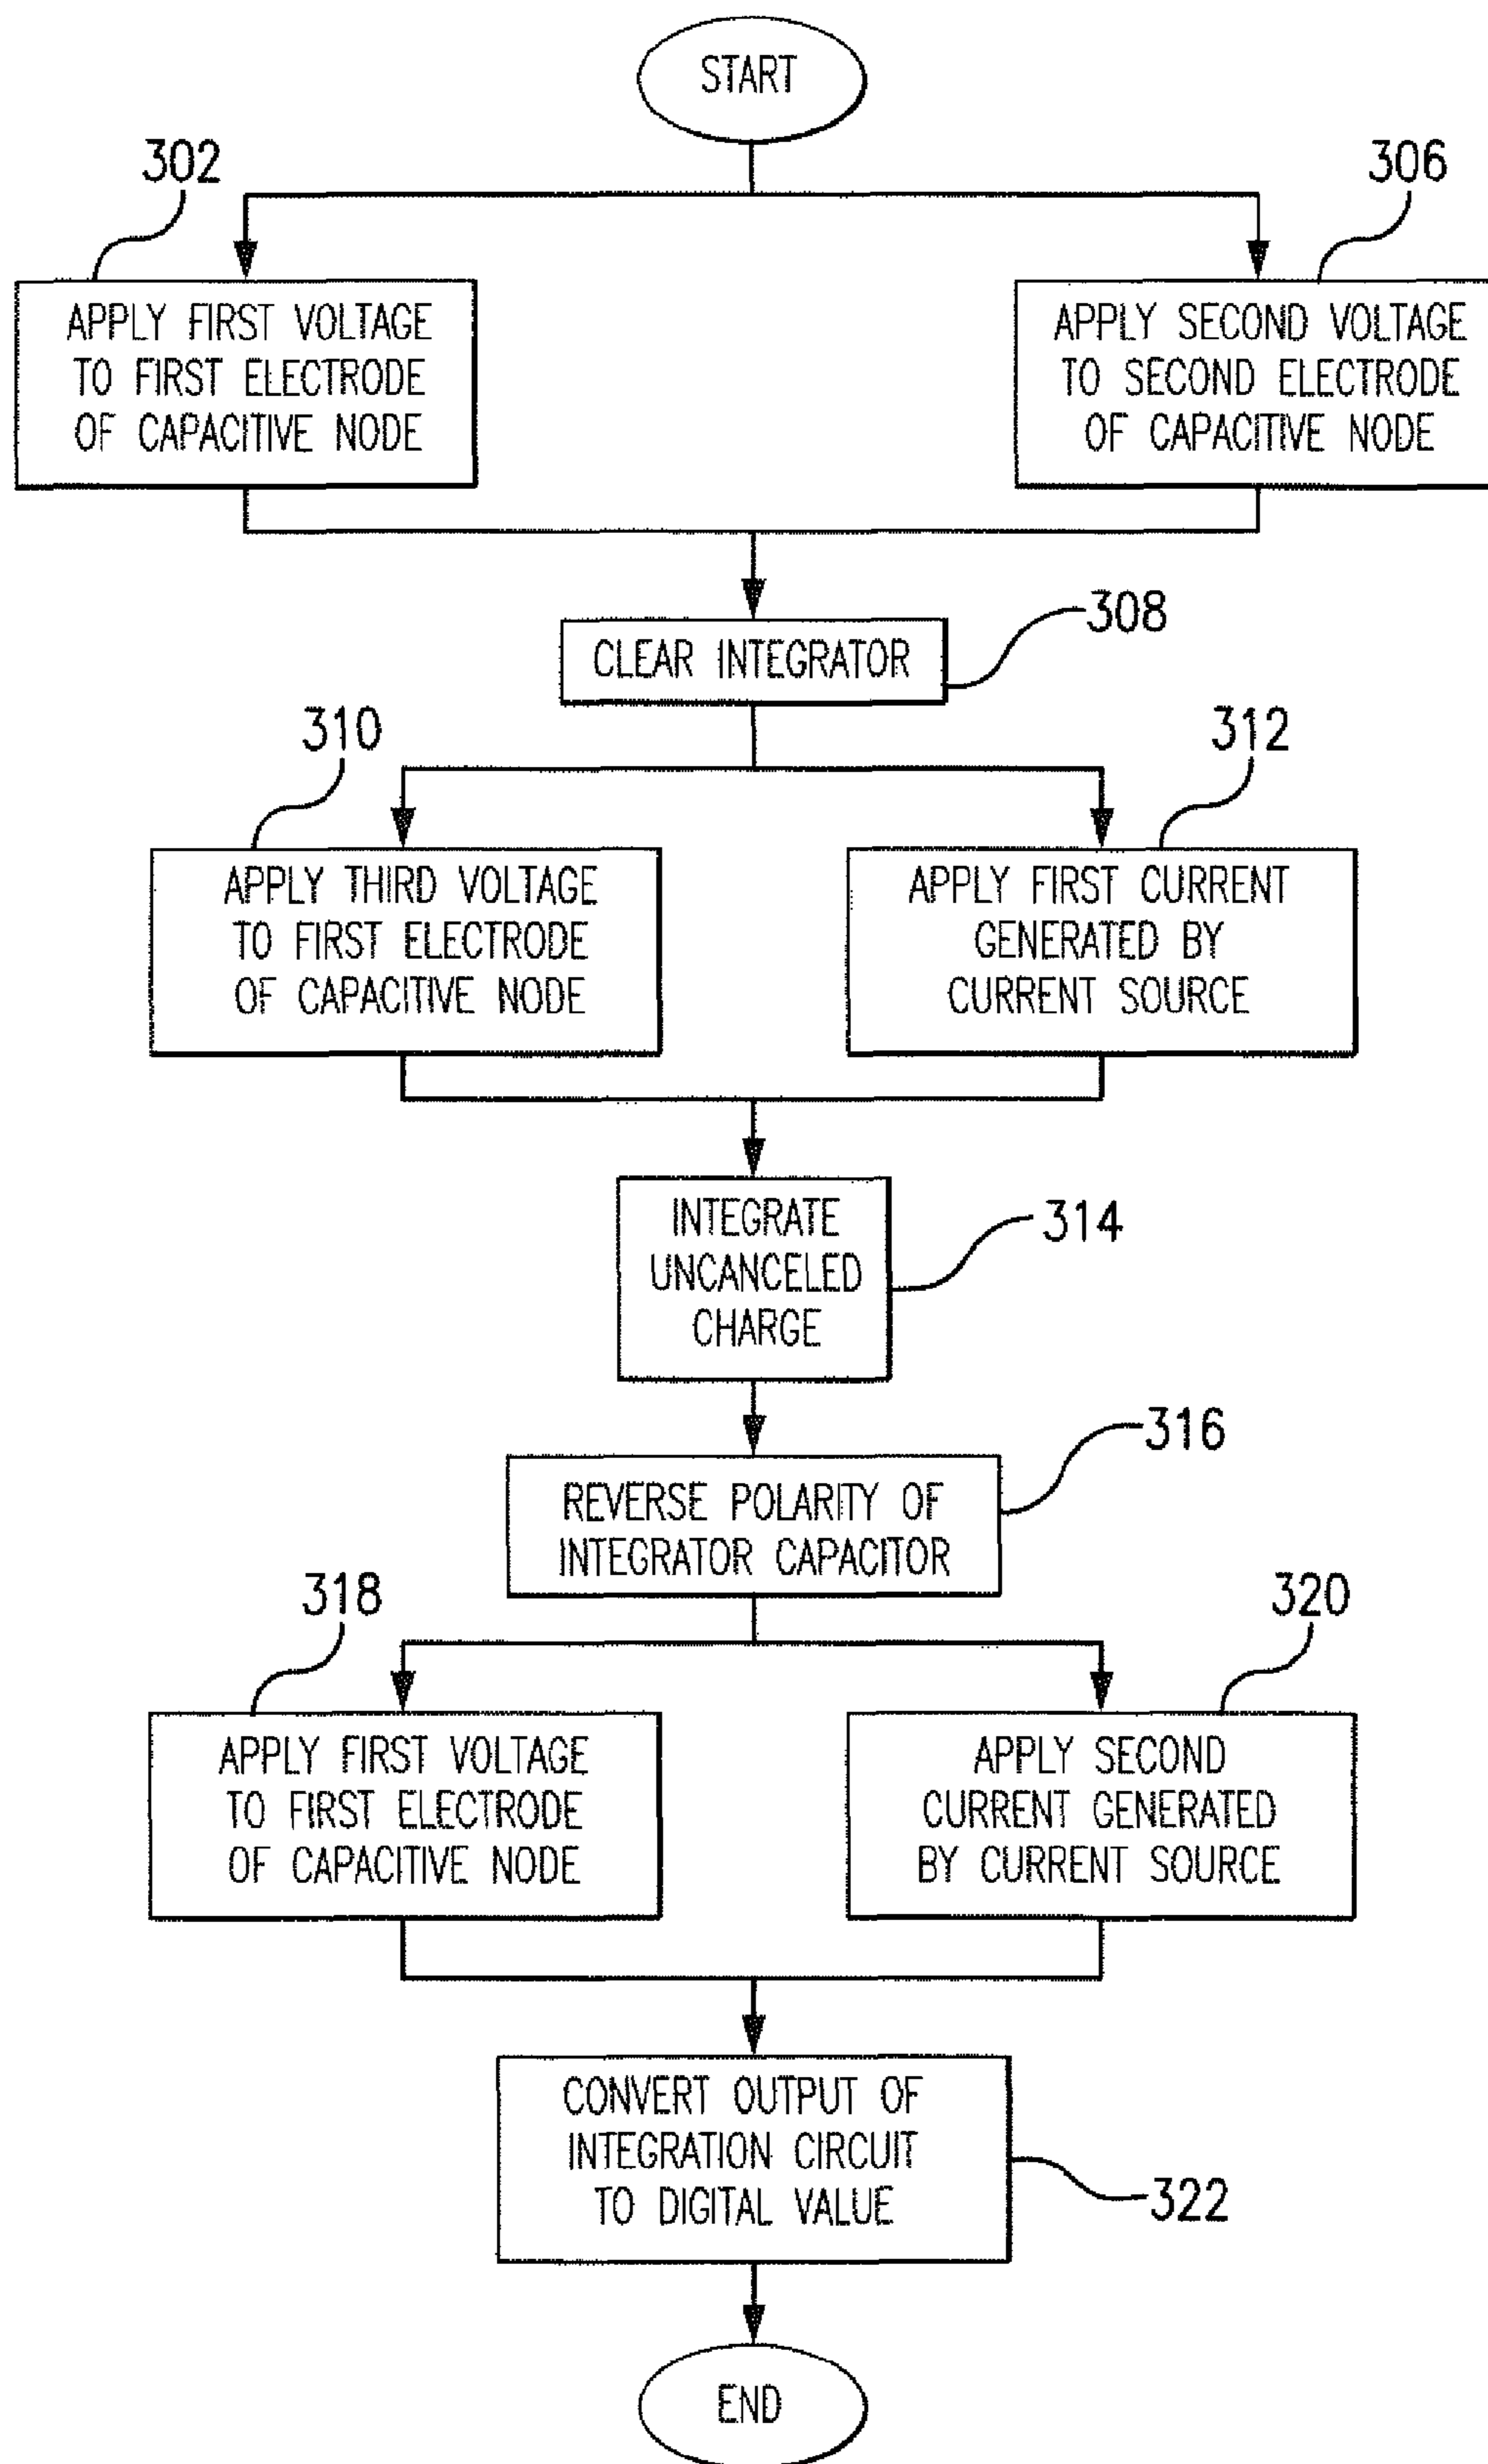 START
302
306
APPLY FIRST VOLTAGE
TO FIRST ELECTRODE
OF CAPACITIVE NODE
APPLY SECOND VOLTAGE
TO SECOND ELECTRODE
OF CAPACITIVE NODE
308
CLEAR INTEGRATOR
310
312
APPLY THIRD VOLTAGE
TO FIRST ELECTRODE
OF CAPACITIVE NODE
APPLY FIRST CURRENT
GENERATED BY
CURRENT SOURCE
INTEGRATE
UNCANCELED
CHARGE
314
316
REVERSE POLARITY OF
INTEGRATOR CAPACITOR
318
320
APPLY FIRST VOLTAGE
TO FIRST ELECTRODE
OF CAPACITIVE NODE
APPLY SECOND
CURRENT GENERATED
BY CURRENT SOURCE
CONVERT OUTPUT OF
INTEGRATION CIRCUIT
TO DIGITAL VALUE
322
END